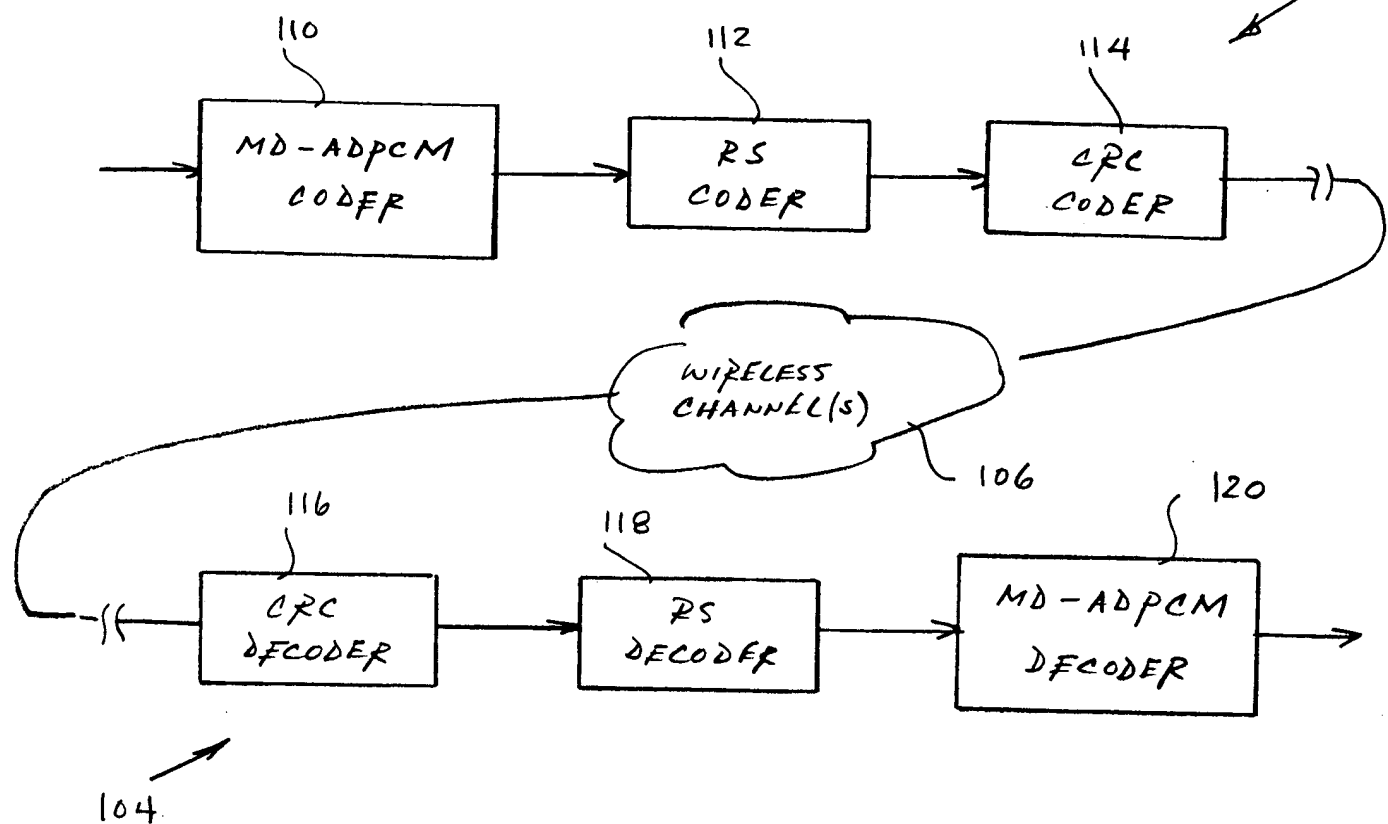 110
112
114
MD-ADPCM
CODER
RS
CODER
CRC
CODER
WIRELESS
CHANNEL(S)
106
116
118
120
CRC
DECODER
RS
DECODER
MD-ADPCM
DECODER
104